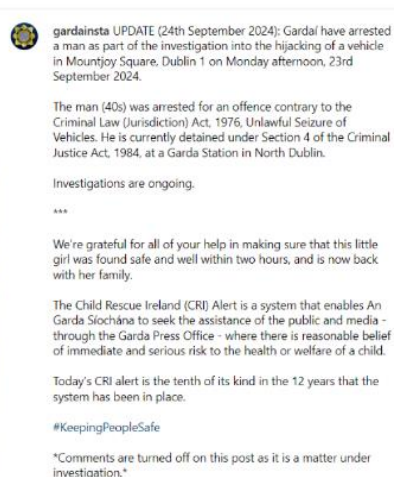 gardainsta UPDATE (24th September 2024): Gardaí have arrested
a man as part of the investigation into the hijacking of a vehicle
in Mountjoy Square, Dublin 1 on Monday afternoon, 23rd
September 2024.
The man (40s) was arrested for an offence contrary to the
Criminal Law (Jurisdiction) Act, 1976, Unlawful Seizure of
Vehicles. He is currently detained under Section 4 of the Criminal
Justice Act, 1984, at a Garda Station in North Dublin.
Investigations are ongoing.
***
We're grateful for all of your help in making sure that this little
girl was found safe and well within two hours, and is now back
with her family.
The Child Rescue Ireland (CRI) Alert is a system that enables An
Garda Síochána to seek the assistance of the public and media -
through the Garda Press Office - where there is reasonable belief
of immediate and serious risk to the health or welfare of a child.
Today's CRI alert is the tenth of its kind in the 12 years that the
system has been in place.
#KeepingPeopleSafe
*Comments are turned off on this post as it is a matter under
investigation.*